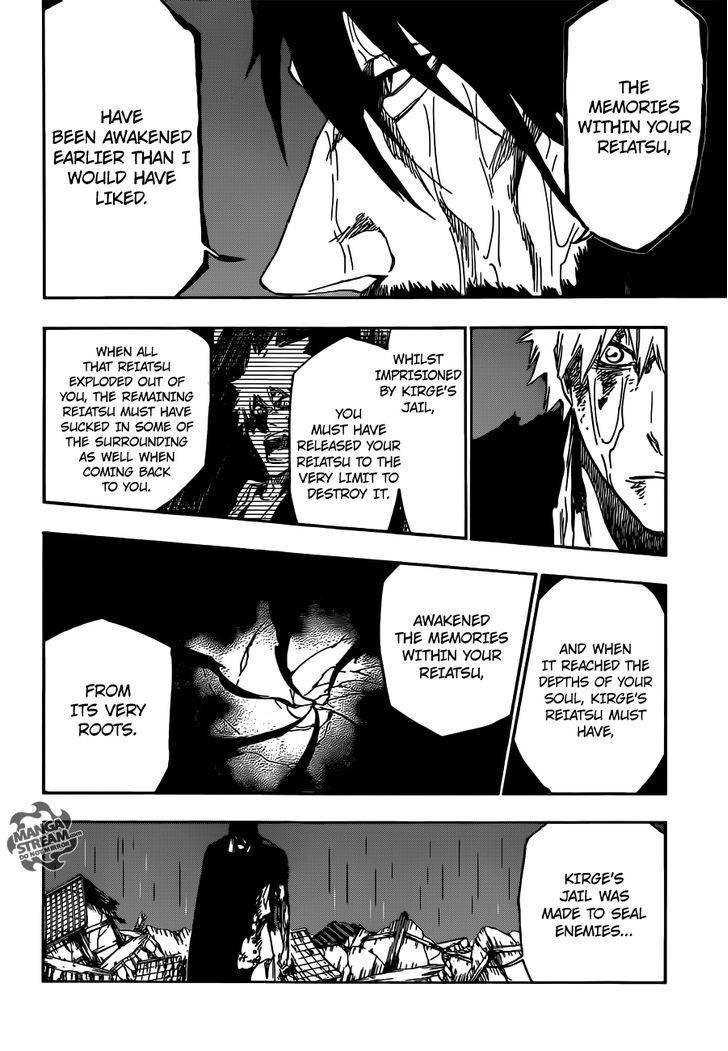 THE
MEMORIES
WITHIN YOUR
REIATSU,
HAVE
BEEN AWAKENED
EARLIER THAN I
WOULD HAVE
LIKED.
WHILST
IMPRISIONED
BY KIRGE'S
JAIL,
YOU
MUST HAVE
RELEASED YOUR
REIATSU TO THE
VERY LIMIT TO
DESTROY IT.
WHEN ALL
THAT REIATSU
EXPLODED OUT OF
YOU, THE REMAINING
REIATSU MUST HAVE
SUCKED IN SOME OF
THE SURROUNDING
AS WELL WHEN
COMING BACK
TO YOU.
AND WHEN
IT REACHED THE
DEPTHS OF YOUR
SOUL, KIRGE'S
REIATSU MUST
HAVE,
AWAKENED
THE MEMORIES
WITHIN YOUR
REIATSU,
FROM
ITS VERY
ROOTS.
KIRGE'S
JAIL WAS
MADE TO SEAL
ENEMIES...
MANGA
STREAM.com
DO NOT MIRROR